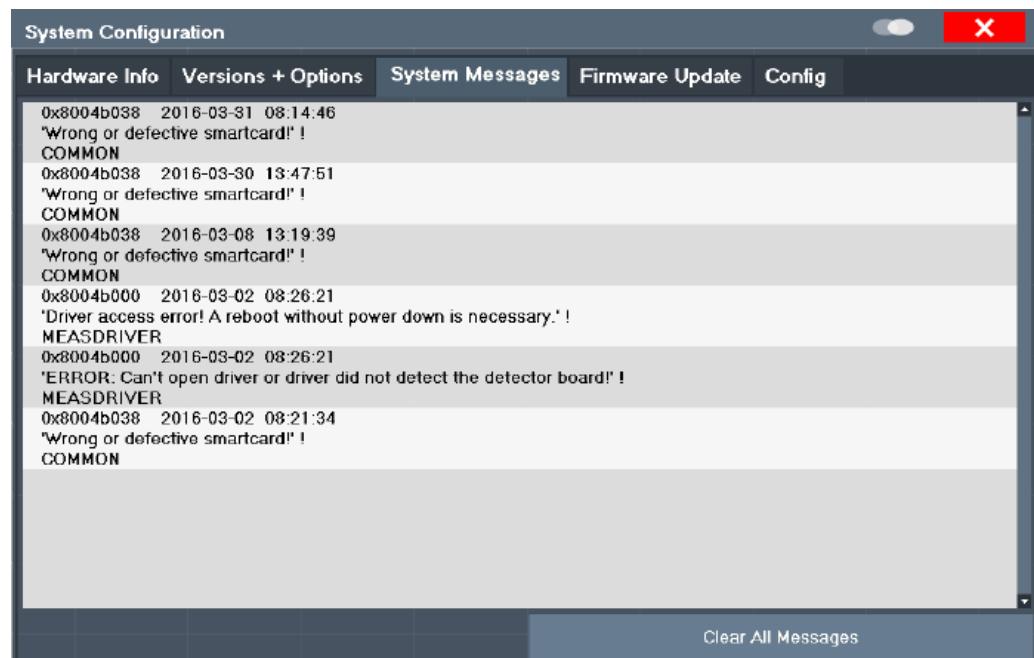 System Configuration
Hardware Info Versions + Options System Messages Firmware Update Config
0x8004b038 2016-03-31 08:14:46
'Wrong or defective smartcard!' !
COMMON
0x8004b038 2016-03-30 13:47:51
'Wrong or defective smartcard!' !
COMMON
0x8004b038 2016-03-08 13:19:39
'Wrong or defective smartcard!' !
COMMON
0x8004b000 2016-03-02 08:26:21
'Driver access error! A reboot without power down is necessary.' !
MEASDRIVER
0x8004b000 2016-03-02 08:26:21
'ERROR: Can't open driver or driver did not detect the detector board!' !
MEASDRIVER
0x8004b038 2016-03-02 08:21:34
'Wrong or defective smartcard!' !
COMMON
Clear All Messages